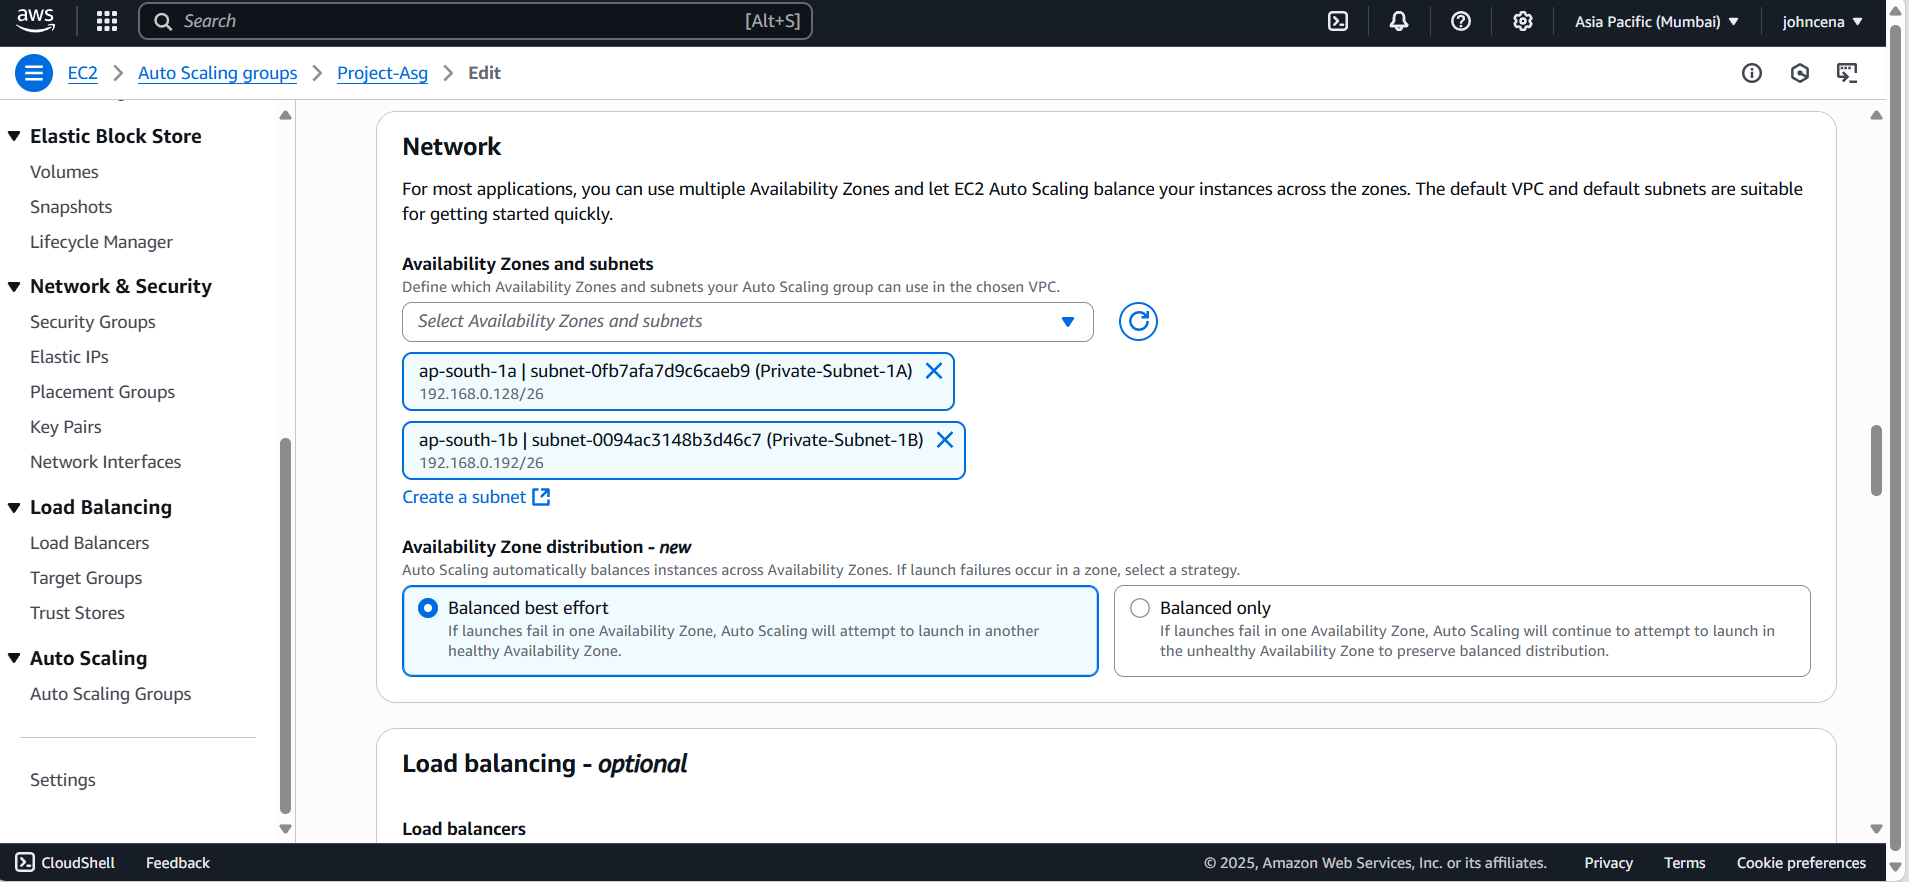 aws
Search [Alt+S]
Asia Pacific (Mumbai)
johncena
EC2
Auto Scaling groups
Project-Asg
Edit
Elastic Block Store
Volumes
Snapshots
Lifecycle Manager
Network & Security
Security Groups
Elastic IPs
Placement Groups
Key Pairs
Network Interfaces
Load Balancing
Load Balancers
Target Groups
Trust Stores
Auto Scaling
Auto Scaling Groups
Settings
Network
For most applications, you can use multiple Availability Zones and let EC2 Auto Scaling balance your instances across the zones. The default VPC and default subnets are suitable
for getting started quickly.
Availability Zones and subnets
Define which Availability Zones and subnets your Auto Scaling group can use in the chosen VPC.
Select Availability Zones and subnets
ap-south-1a | subnet-0fb7afa7d9c6caeb9 (Private-Subnet-1A)
192.168.0.128/26
ap-south-1b | subnet-0094ac3148b3d46c7 (Private-Subnet-1B)
192.168.0.192/26
Create a subnet
Availability Zone distribution - new
Auto Scaling automatically balances instances across Availability Zones. If launch failures occur in a zone, select a strategy.
Balanced best effort
If launches fail in one Availability Zone, Auto Scaling will attempt to launch in another
healthy Availability Zone.
Balanced only
If launches fail in one Availability Zone, Auto Scaling will continue to attempt to launch in
the unhealthy Availability Zone to preserve balanced distribution.
Load balancing - optional
Load balancers
CloudShell
Feedback
© 2025, Amazon Web Services, Inc. or its affiliates.
Privacy
Terms
Cookie preferences